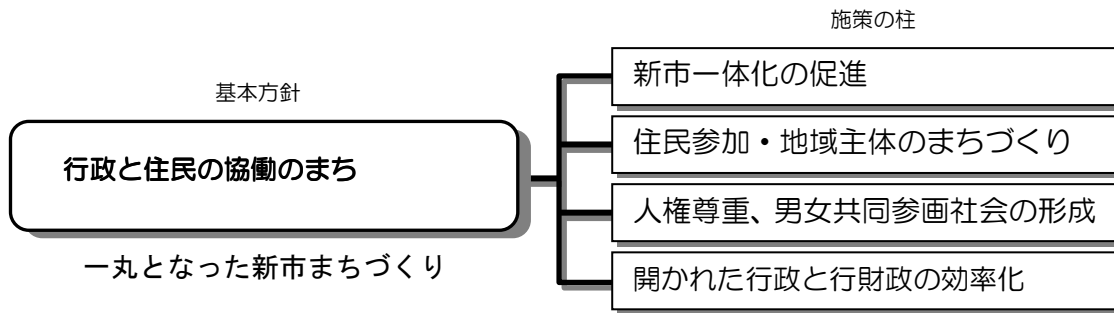 基本方針
行政と住民の協働のまち
一丸となった新市まちづくり
施策の柱
新市一体化の促進
住民参加・地域主体のまちづくり
人権尊重、男女共同参画社会の形成
開かれた行政と行財政の効率化